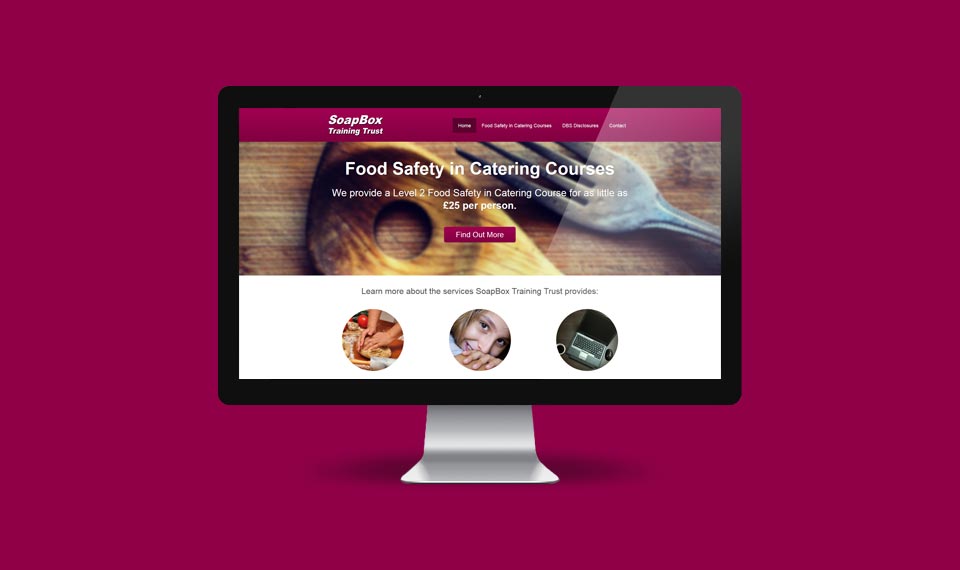 SoapBox
Training Trust
Home Food Safety in Catering Courses DBS Disclosures Contact
Food Safety in Catering Courses
We provide a Level 2 Food Safety in Catering Course for as little as
£25 per person.
Find Out More
Learn more about the services SoapBox Training Trust provides: